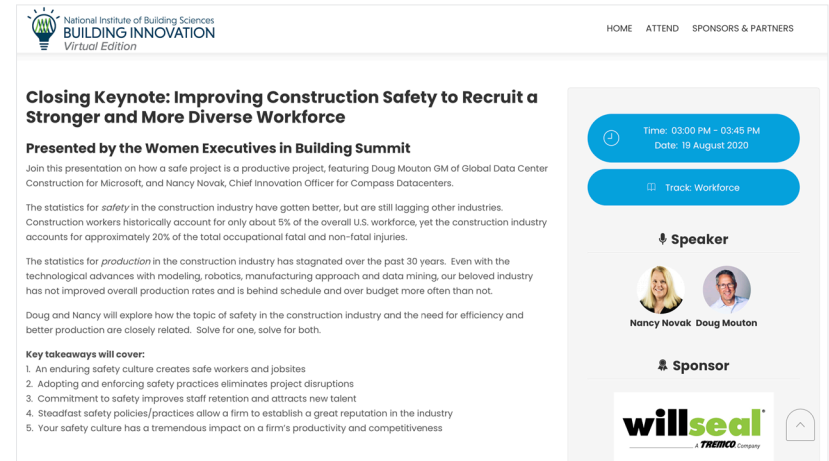 National Institute of Building Sciences
BUILDING INNOVATION
Virtual Edition
HOME ATTEND SPONSORS & PARTNERS
Closing Keynote: Improving Construction Safety to Recruit a
Stronger and More Diverse Workforce
Presented by the Women Executives in Building Summit
Join this presentation on how a safe project is a productive project, featuring Doug Mouton GM of Global Data Center
Construction for Microsoft, and Nancy Novak, Chief Innovation Officer for Compass Datacenters.
The statistics for safety in the construction industry have gotten better, but are still lagging other industries.
Construction workers historically account for only about 5% of the overall U.S. workforce, yet the construction industry
accounts for approximately 20% of the total occupational fatal and non-fatal injuries.
The statistics for production in the construction industry has stagnated over the past 30 years. Even with the
technological advances with modeling, robotics, manufacturing approach and data mining, our beloved industry
has not improved overall production rates and is behind schedule and over budget more often than not.
Doug and Nancy will explore how the topic of safety in the construction industry and the need for efficiency and
better production are closely related. Solve for one, solve for both.
Key takeaways will cover:
1. An enduring safety culture creates safe workers and jobsites
2. Adopting and enforcing safety practices eliminates project disruptions
3. Commitment to safety improves staff retention and attracts new talent
4. Steadfast safety policies/practices allow a firm to establish a great reputation in the industry
5. Your safety culture has a tremendous impact on a firm's productivity and competitiveness
Time: 03:00 PM - 03:45 PM
Date: 19 August 2020
Track: Workforce
Speaker
Nancy Novak Doug Mouton
Sponsor
willseal
A TREMCO Company